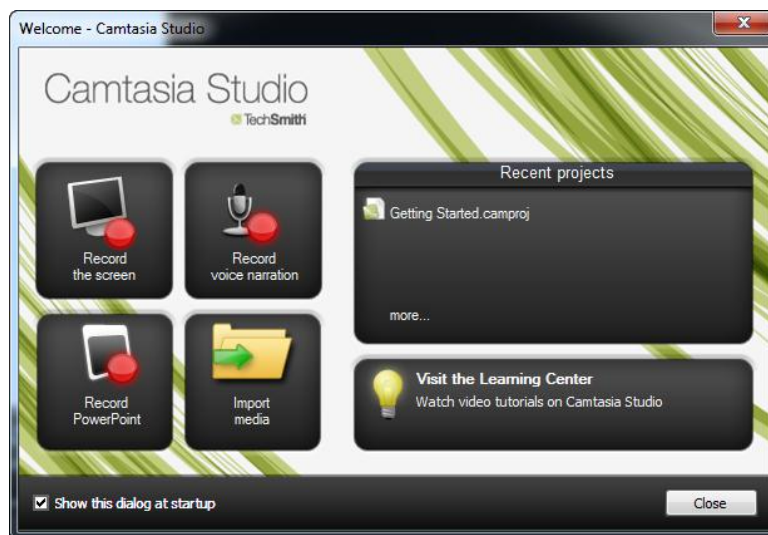 Welcome - Camtasia Studio
Camtasia Studio
TechSmith
Record
the screen
Record
voice narration
Record
PowerPoint
Import
media
Recent projects
Getting Started.camproj
more...
Visit the Learning Center
Watch video tutorials on Camtasia Studio
Show this dialog at startup
Close